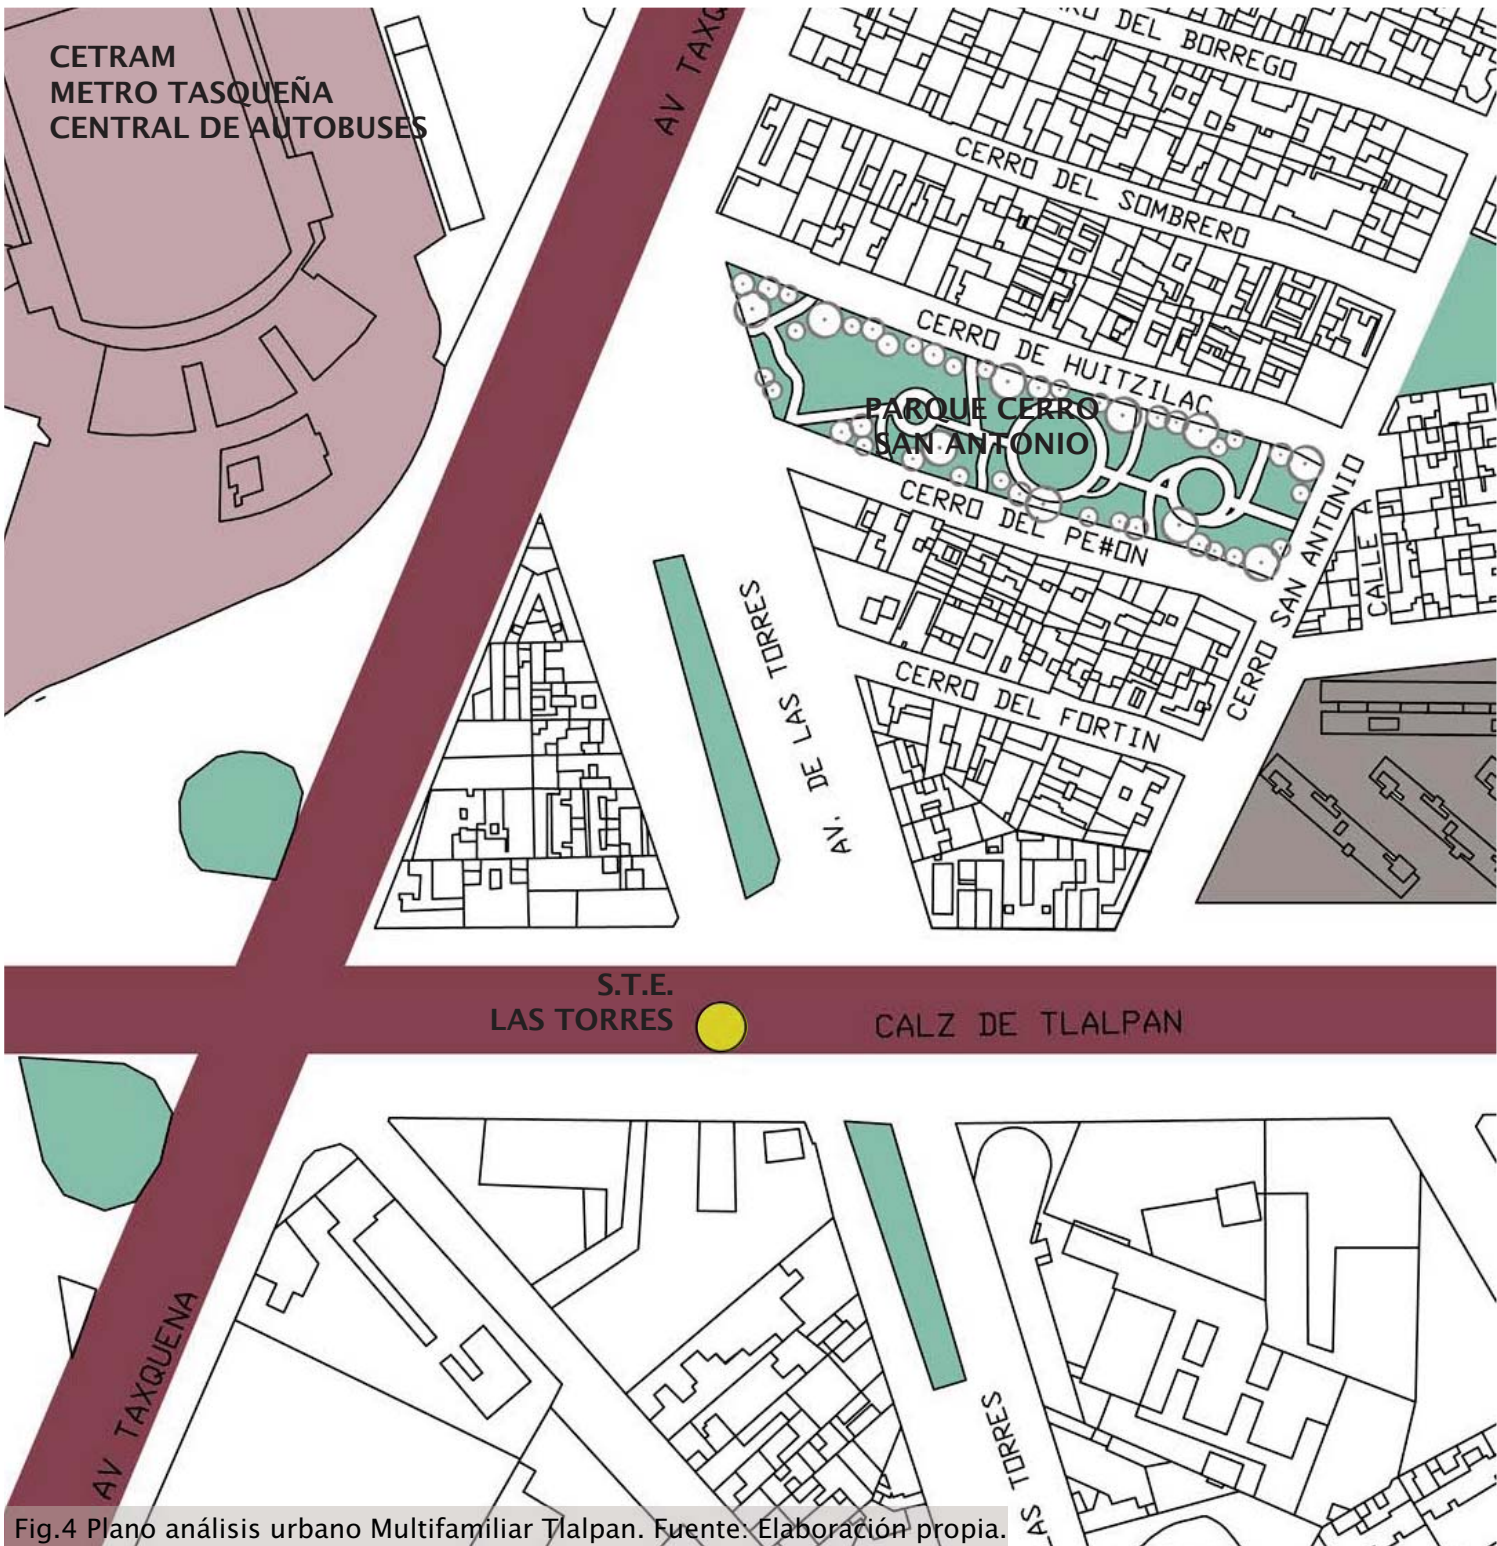 CETRAM
METRO TASQUEÑA
CENTRAL DE AUTOBUSES
AV TAXQ
DEL BORREGO
CERRO DEL SOMBRERO
CERRO DE HUITZILAC
PARQUE CERRO
SAN ANTONIO
CERRO DEL PE#ON
CERRO SAN ANTONIO
CALLE A
AV. DE LAS TORRES
CERRO DEL FORTIN
S.T.E.
LAS TORRES
CALZ DE TLALPAN
AV TAXQUENA
LAS TORRES
Fig.4 Plano análisis urbano Multifamiliar Tlalpan. Fuente: Elaboración propia.